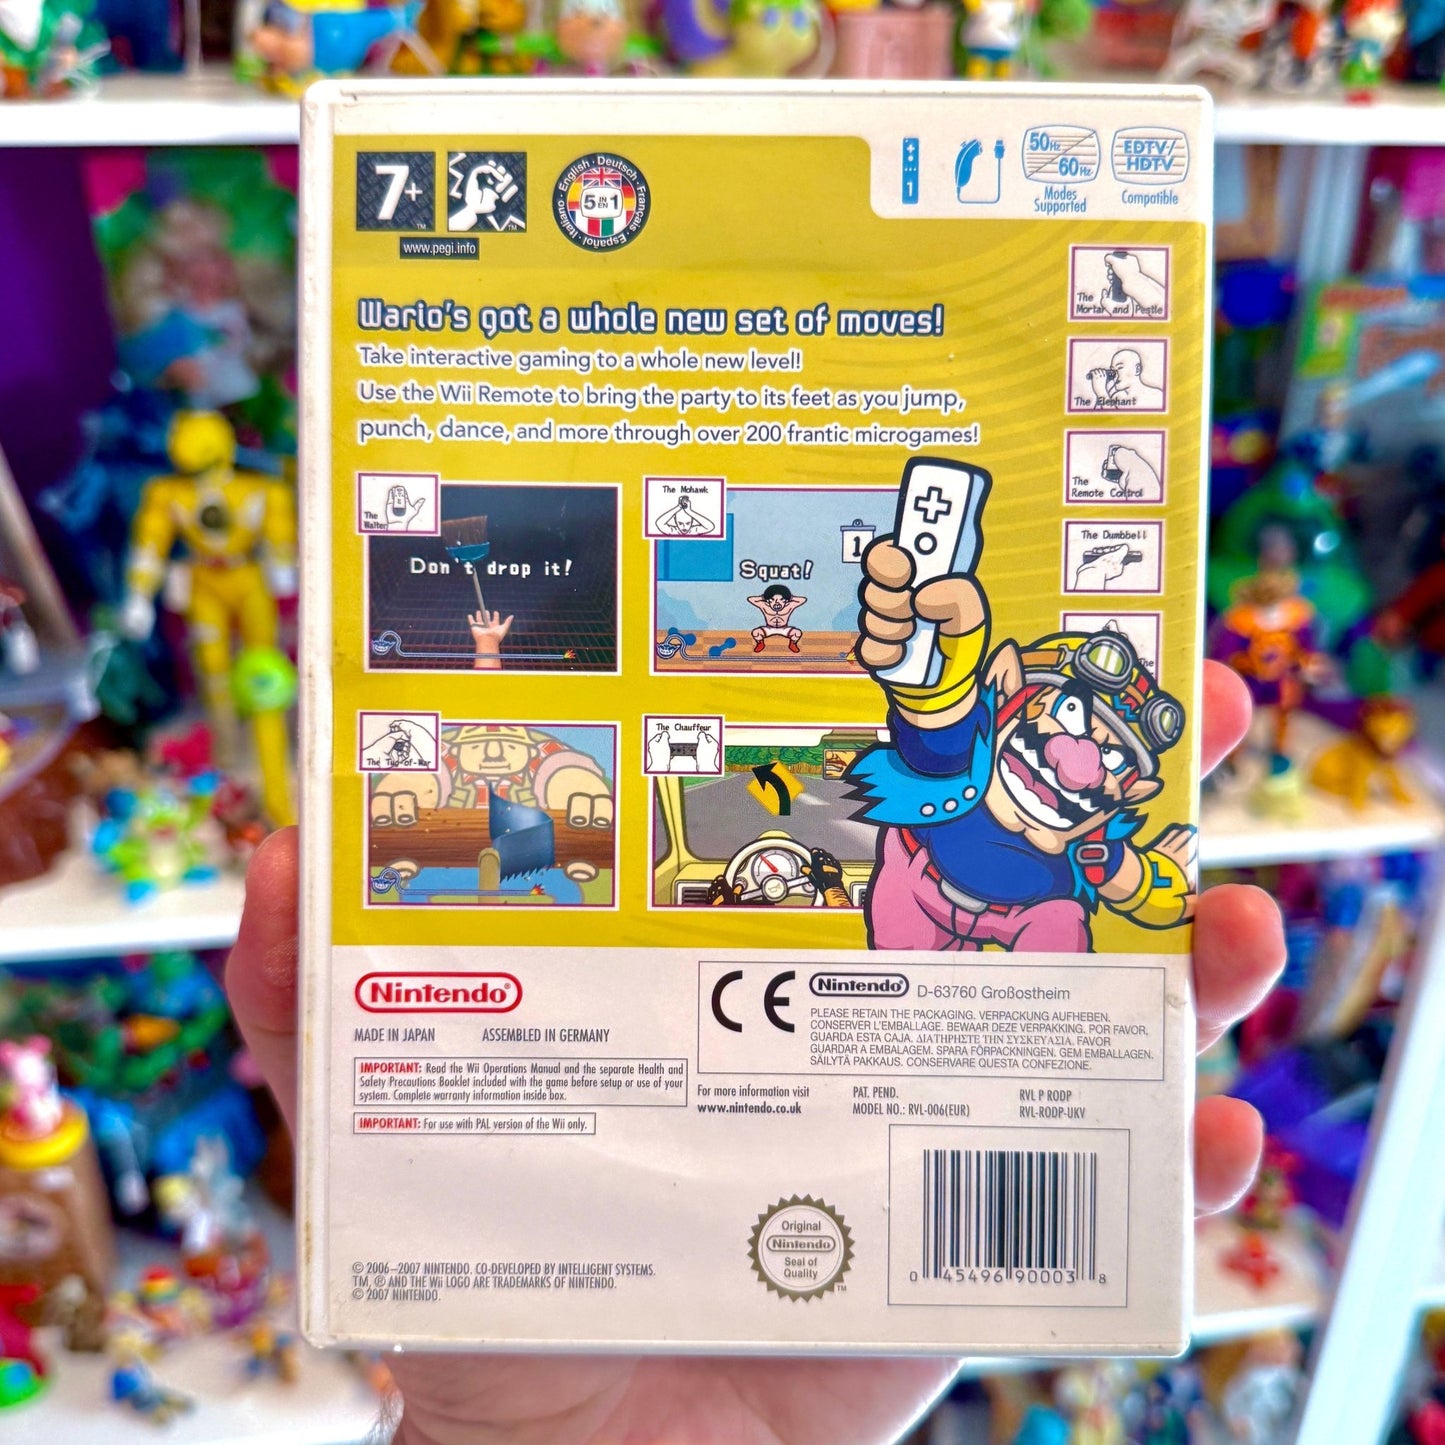 7+
TM
TM
www.pegi.info
English · Deutsch · Français · Español · Italiano ·
5 IN EN 1
1
50Hz
60Hz
Modes
Supported
EDTV/
HDTV
Compatible
Wario's got a whole new set of moves!
Take interactive gaming to a whole new level!
Use the Wii Remote to bring the party to its feet as you jump,
punch, dance, and more through over 200 frantic microgames!
The
Mortar and Pestle
The Elephant
The
Remote Control
The Dumbbell
The
The
Waiter
Don't drop it!
The Mohawk
1
Squat!
The Tug-of-War
The Chauffeur
Nintendo®
MADE IN JAPAN
ASSEMBLED IN GERMANY
IMPORTANT: Read the Wii Operations Manual and the separate Health and
Safety Precautions Booklet included with the game before setup or use of your
system. Complete warranty information inside box.
IMPORTANT: For use with PAL version of the Wii only.
CE
Nintendo®
D-63760 Großostheim
PLEASE RETAIN THE PACKAGING. VERPACKUNG AUFHEBEN.
CONSERVER L'EMBALLAGE. BEWAAR DEZE VERPAKKING. POR FAVOR,
GUARDA ESTA CAJA. ΔΙΑΤΗΡΗΣΤΕ ΤΗΝ ΣΥΣΚΕΥΑΣΙΑ. FAVOR
GUARDAR A EMBALAGEM. SPARA FÖRPACKNINGEN. GEM EMBALLAGEN.
SÄILYTÄ PAKKAUS. CONSERVARE QUESTA CONFEZIONE.
For more information visit
www.nintendo.co.uk
PAT. PEND.
MODEL NO.: RVL-006(EUR)
RVL P RODP
RVL-RODP-UKV
Original
Nintendo
Seal of
Quality
TM
0 45496 90003 8
© 2006–2007 NINTENDO. CO-DEVELOPED BY INTELLIGENT SYSTEMS.
TM, ® AND THE Wii LOGO ARE TRADEMARKS OF NINTENDO.
© 2007 NINTENDO.